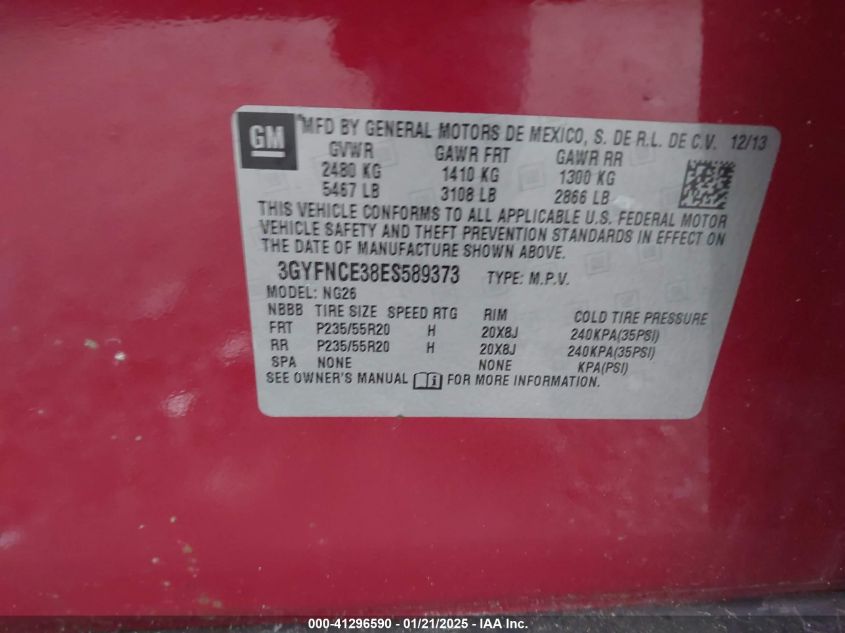 GM
MFD BY GENERAL MOTORS DE MEXICO, S. DE R.L. DE C.V. 12/13
GVWR GAWR FRT GAWR RR
2480 KG 1410 KG 1300 KG
5467 LB 3108 LB 2866 LB
THIS VEHICLE CONFORMS TO ALL APPLICABLE U.S. FEDERAL MOTOR
VEHICLE SAFETY AND THEFT PREVENTION STANDARDS IN EFFECT ON
THE DATE OF MANUFACTURE SHOWN ABOVE.
3GYFNCE38ES589373 TYPE: M.P.V.
MODEL: NG26
NBBB TIRE SIZE SPEED RTG RIM COLD TIRE PRESSURE
FRT P235/55R20 H 20X8J 240KPA(35PSI)
RR P235/55R20 H 20X8J 240KPA(35PSI)
SPA NONE NONE KPA(PSI)
SEE OWNER'S MANUAL FOR MORE INFORMATION.
000-41296590 - 01/21/2025 - IAA Inc.